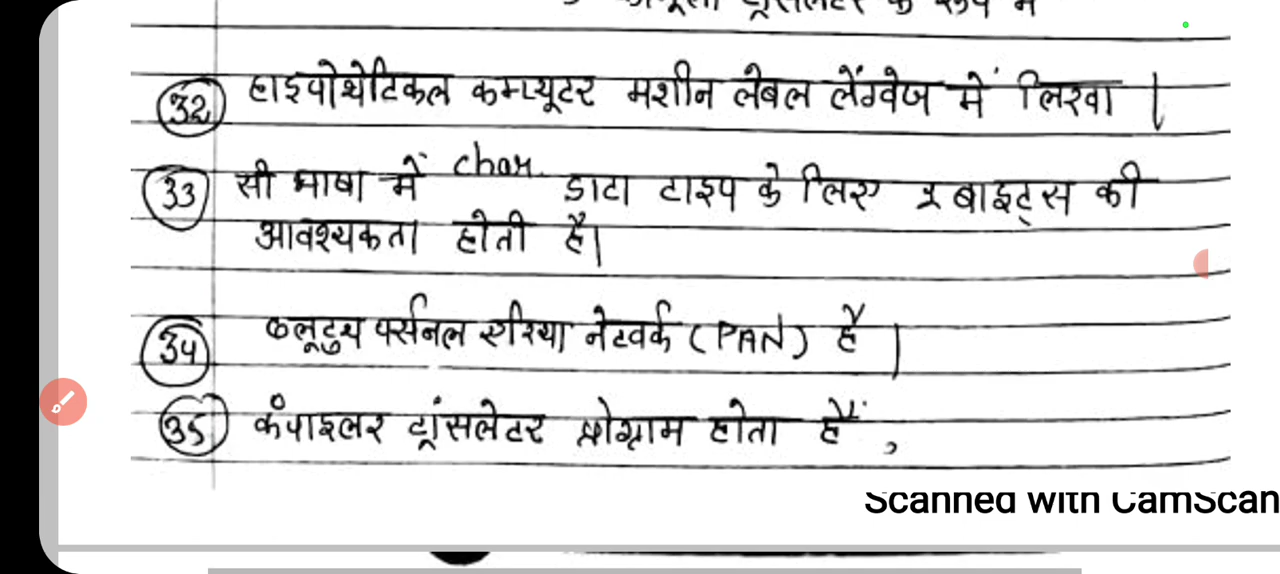 (32) हाइपोथेटिकल कम्प्यूटर मशीन लेबल लेंग्वेज में लिखा |
(33) सी भाषा में char. डाटा टाइप के लिए बाइट्स की
आवश्यकता होती है।
(34) ब्लूटुथ पर्सनल एरिया नेटवर्क (PAN) है |
(35) कंपाइलर ट्रांसलेटर प्रोग्राम होता हैं,
Scanned with CamScan